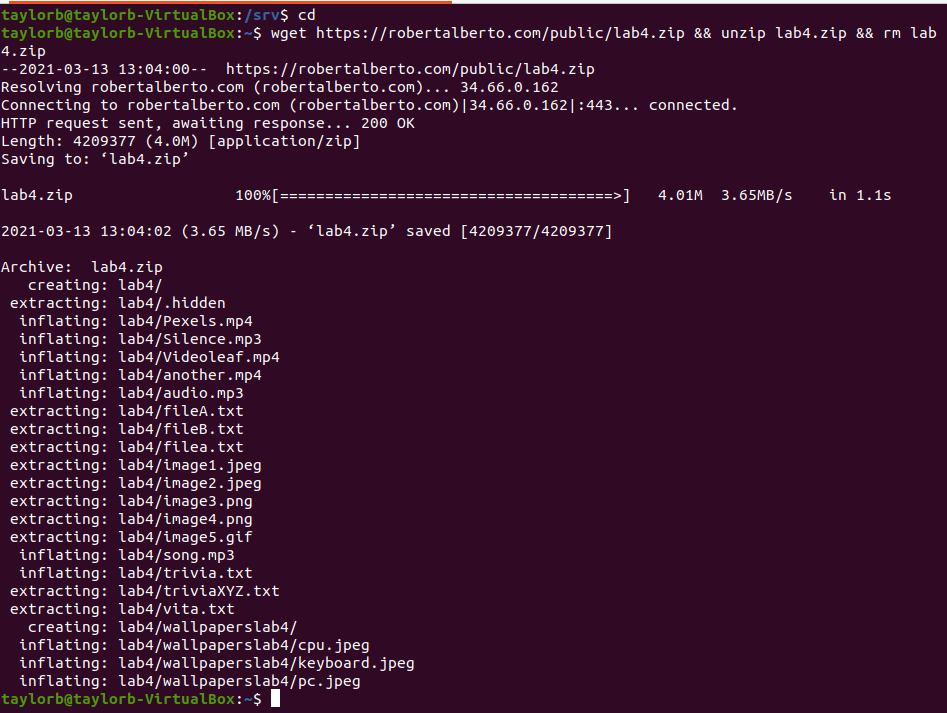 taylorb@taylorb-VirtualBox:/srv$ cd
taylorb@taylorb-VirtualBox:~$ wget https://robertalberto.com/public/lab4.zip && unzip lab4.zip && rm lab
4.zip
--2021-03-13 13:04:00--  https://robertalberto.com/public/lab4.zip
Resolving robertalberto.com (robertalberto.com)... 34.66.0.162
Connecting to robertalberto.com (robertalberto.com)|34.66.0.162|:443... connected.
HTTP request sent, awaiting response... 200 OK
Length: 4209377 (4.0M) [application/zip]
Saving to: ‘lab4.zip’
lab4.zip                  100%[=====================================>]   4.01M  3.65MB/s    in 1.1s
2021-03-13 13:04:02 (3.65 MB/s) - ‘lab4.zip’ saved [4209377/4209377]
Archive:  lab4.zip
   creating: lab4/
 extracting: lab4/.hidden
  inflating: lab4/Pexels.mp4
  inflating: lab4/Silence.mp3
  inflating: lab4/Videoleaf.mp4
  inflating: lab4/another.mp4
  inflating: lab4/audio.mp3
 extracting: lab4/fileA.txt
 extracting: lab4/fileB.txt
 extracting: lab4/filea.txt
 extracting: lab4/image1.jpeg
 extracting: lab4/image2.jpeg
 extracting: lab4/image3.png
 extracting: lab4/image4.png
 extracting: lab4/image5.gif
  inflating: lab4/song.mp3
  inflating: lab4/trivia.txt
 extracting: lab4/triviaXYZ.txt
 extracting: lab4/vita.txt
   creating: lab4/wallpaperslab4/
  inflating: lab4/wallpaperslab4/cpu.jpeg
  inflating: lab4/wallpaperslab4/keyboard.jpeg
  inflating: lab4/wallpaperslab4/pc.jpeg
taylorb@taylorb-VirtualBox:~$